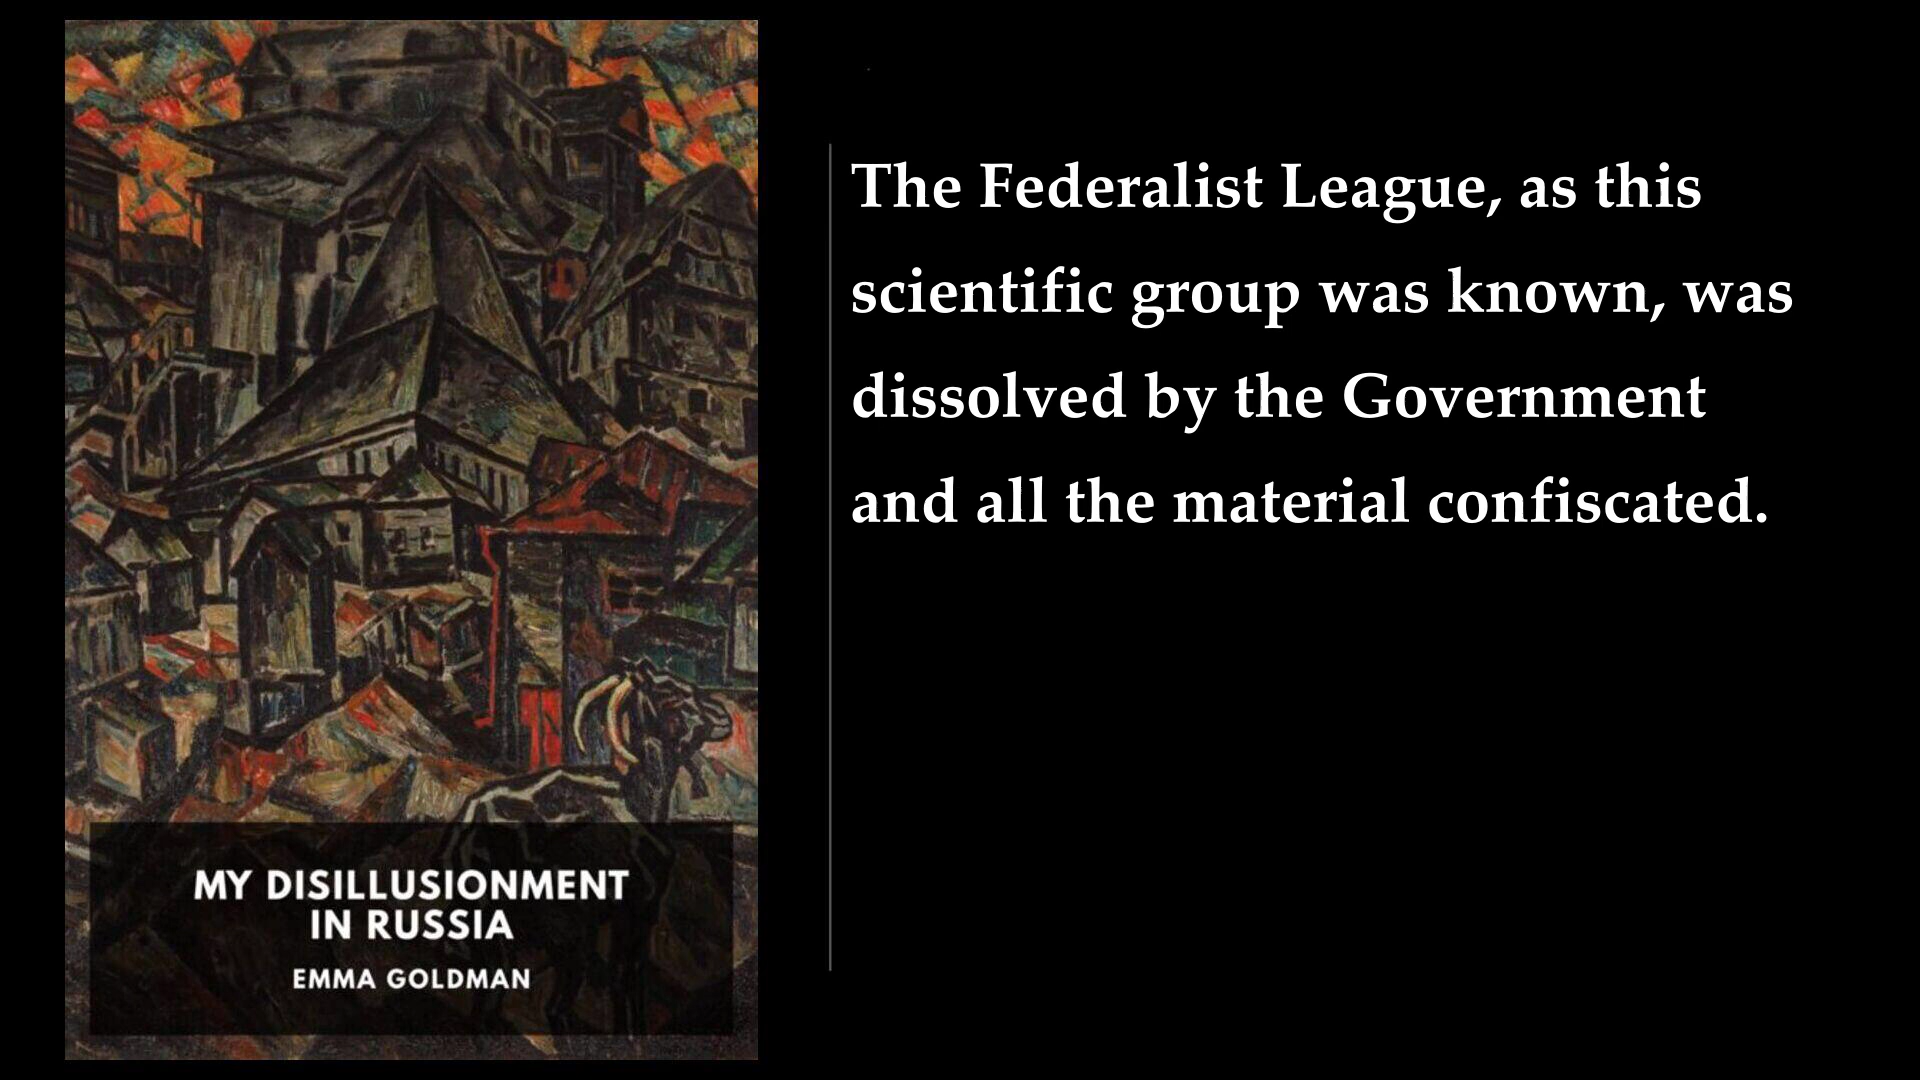 The Federalist League, as this
scientific group was known, was
dissolved by the Government
and all the material confiscated.
MY DISILLUSIONMENT
IN RUSSIA
EMMA GOLDMAN